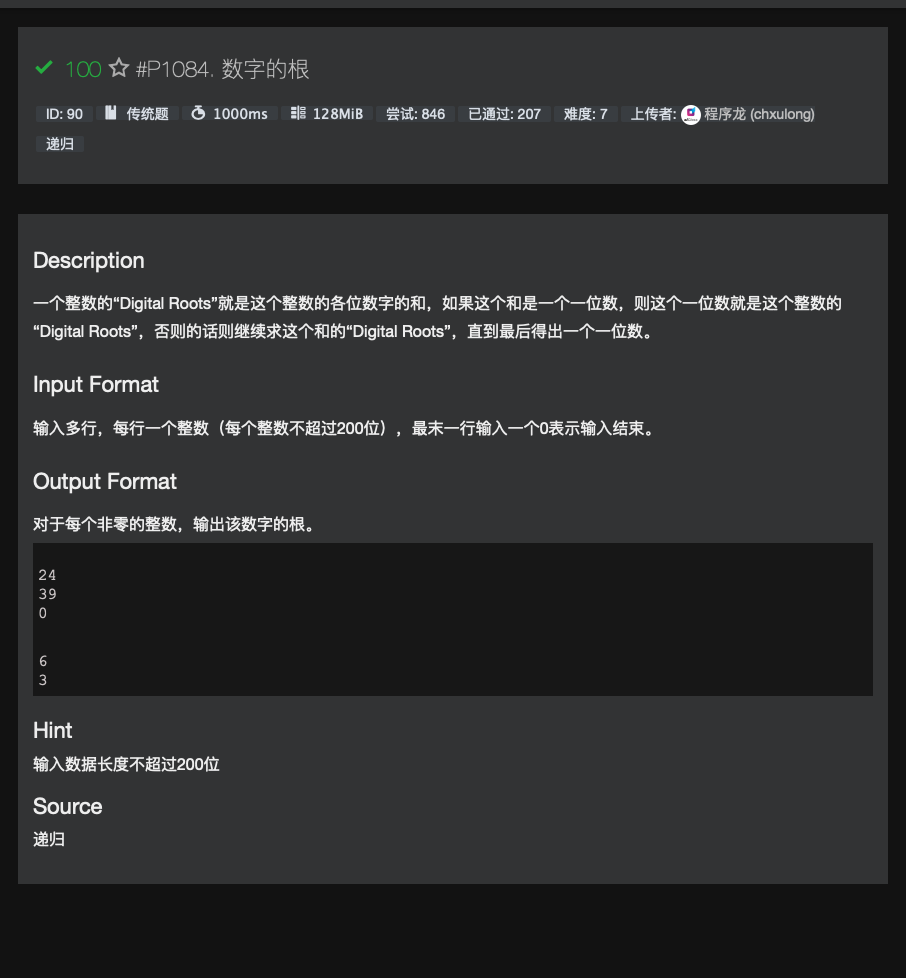 100 #P1084. 数字的根
ID: 90 传统题 1000ms 128MiB 尝试: 846 已通过: 207 难度: 7 上传者: 程序龙 (chxulong)
递归
Description
一个整数的“Digital Roots”就是这个整数的各位数字的和，如果这个和是一个一位数，则这个一位数就是这个整数的
“Digital Roots”，否则的话则继续求这个和的“Digital Roots”，直到最后得出一个一位数。
Input Format
输入多行，每行一个整数（每个整数不超过200位），最末一行输入一个0表示输入结束。
Output Format
对于每个非零的整数，输出该数字的根。
24
39
0
6
3
Hint
输入数据长度不超过200位
Source
递归